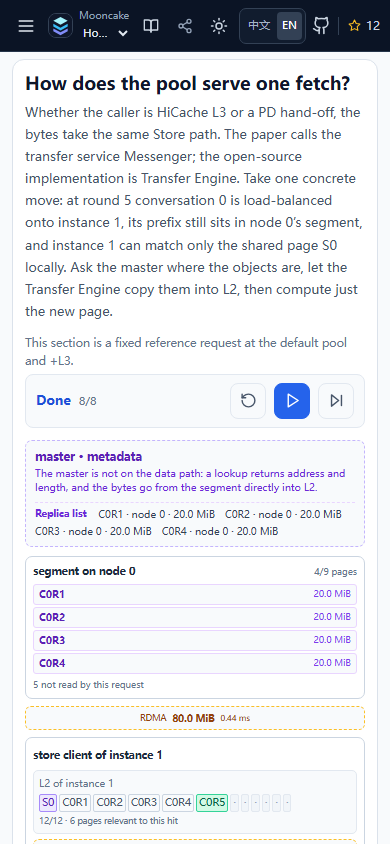 Mooncake
Ho...
中文 EN
12
How does the pool serve one fetch?
Whether the caller is HiCache L3 or a PD hand-off, the
bytes take the same Store path. The paper calls the
transfer service Messenger; the open-source
implementation is Transfer Engine. Take one concrete
move: at round 5 conversation 0 is load-balanced
onto instance 1, its prefix still sits in node 0's segment,
and instance 1 can match only the shared page S0
locally. Ask the master where the objects are, let the
Transfer Engine copy them into L2, then compute just
the new page.
This section is a fixed reference request at the default pool
and +L3.
Done 8/8
master • metadata
The master is not on the data path: a lookup returns address and
length, and the bytes go from the segment directly into L2.
Replica list C0R1 · node 0 · 20.0 MiB C0R2 · node 0 · 20.0 MiB
C0R3 · node 0 · 20.0 MiB C0R4 · node 0 · 20.0 MiB
segment on node 0 4/9 pages
C0R1 20.0 MiB
C0R2 20.0 MiB
C0R3 20.0 MiB
C0R4 20.0 MiB
5 not read by this request
RDMA 80.0 MiB 0.44 ms
store client of instance 1
L2 of instance 1
S0 C0R1 C0R2 C0R3 C0R4 C0R5 · · · · · ·
12/12 · 6 pages relevant to this hit